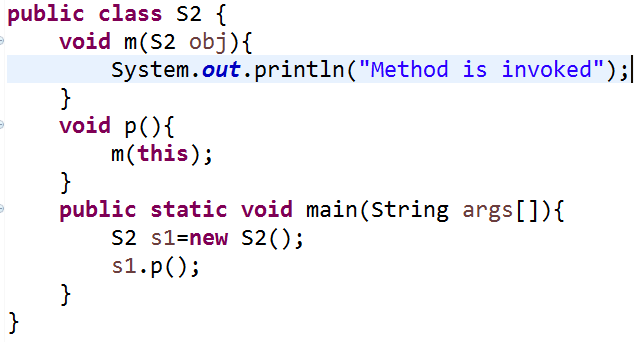 public class S2 {
    void m(S2 obj){
        System.out.println("Method is invoked");
    }
    void p(){
        m(this);
    }
    public static void main(String args[]){
        S2 s1=new S2();
        s1.p();
    }
}